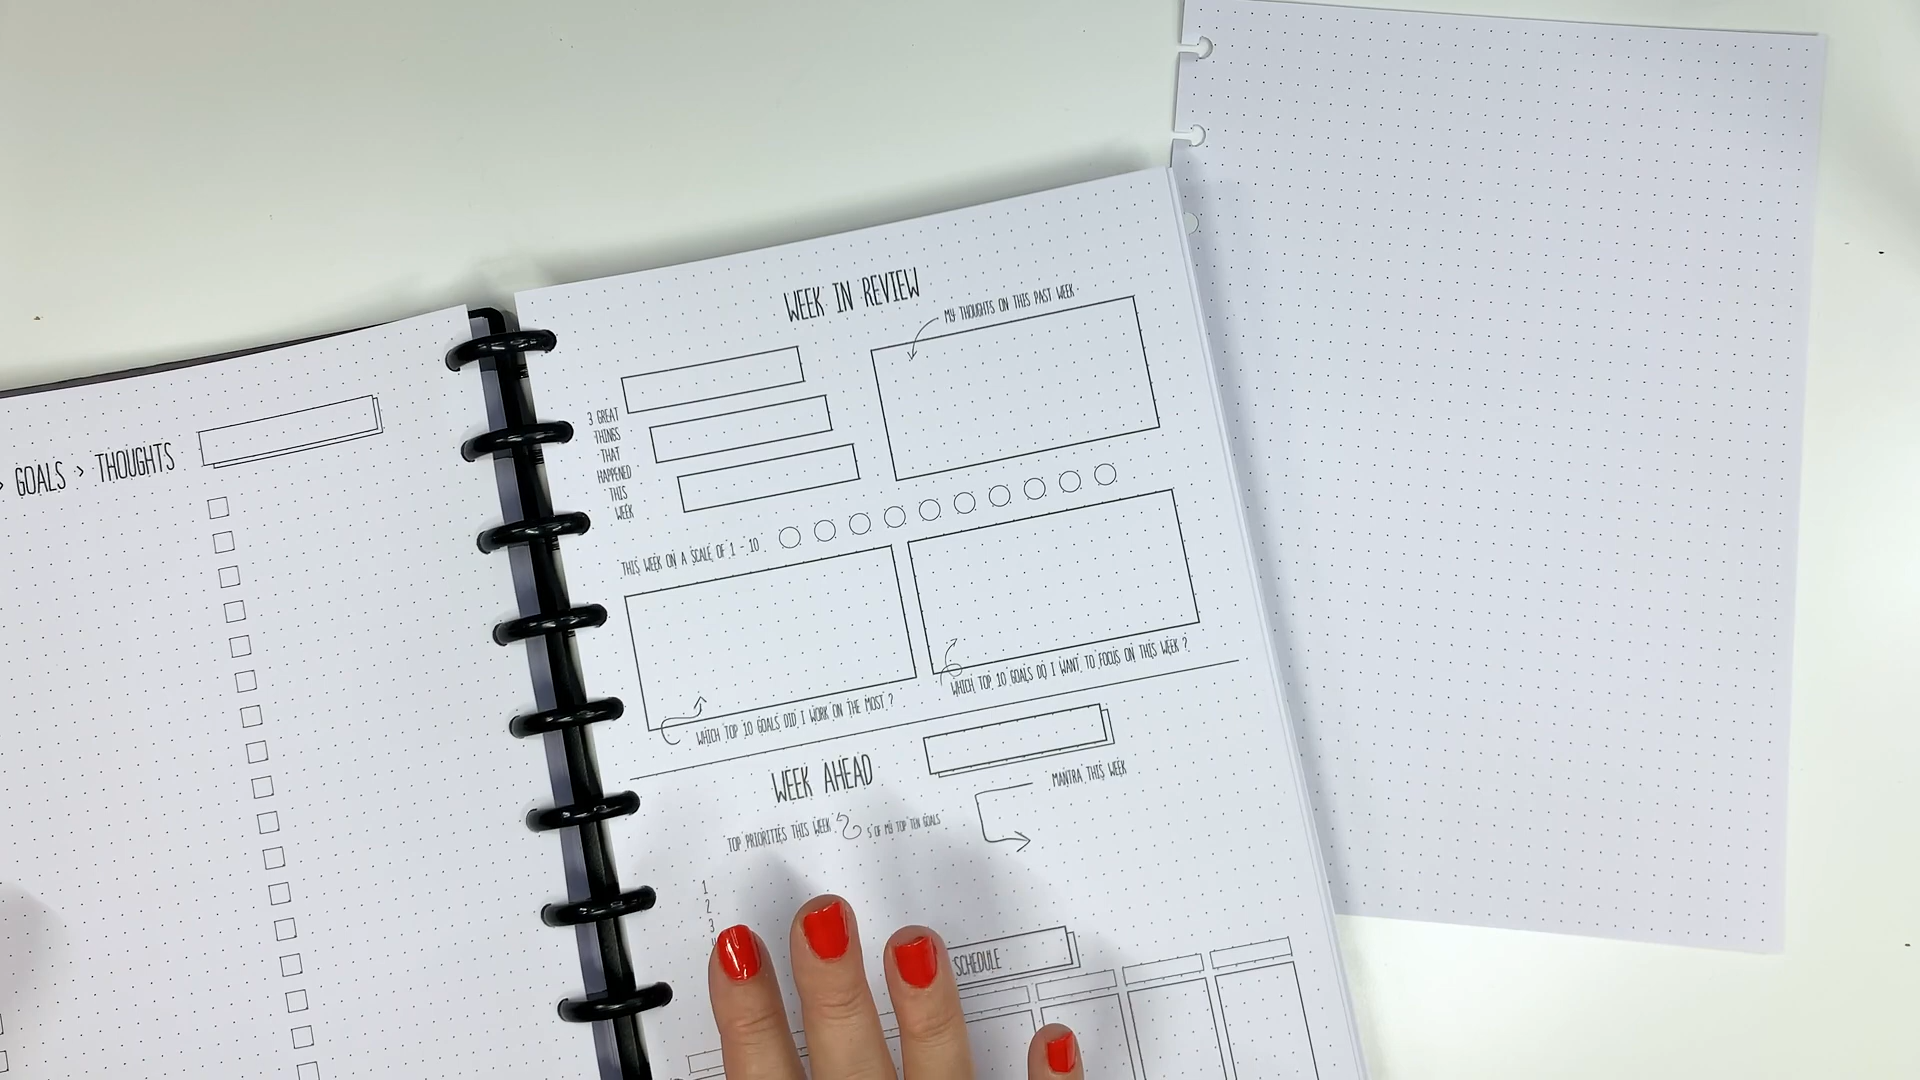 > GOALS > THOUGHTS
WEEK IN REVIEW
MY THOUGHTS ON THIS PAST WEEK
3 GREAT
THINGS
THAT
HAPPENED
THIS
WEEK
THIS WEEK ON A SCALE OF 1 - 10
WHICH TOP 10 GOALS DID I WORK ON THE MOST ?
WHICH TOP 10 GOALS DO I WANT TO FOCUS ON THIS WEEK ?
WEEK AHEAD
MANTRA THIS WEEK
TOP PRIORITIES THIS WEEK
5 OF MY TOP TEN GOALS
1
2
3
SCHEDULE